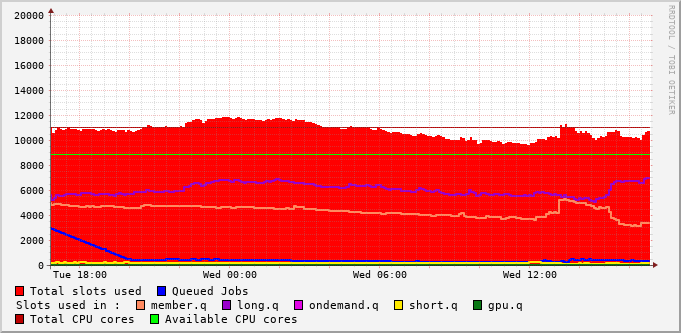 20000
18000
16000
14000
12000
10000
8000
6000
4000
2000
0
Tue 18:00 Wed 00:00 Wed 06:00 Wed 12:00
RRDTOOL / TOBI OETIKER
Total slots used Queued Jobs
Slots used in : member.q long.q ondemand.q short.q gpu.q
Total CPU cores Available CPU cores